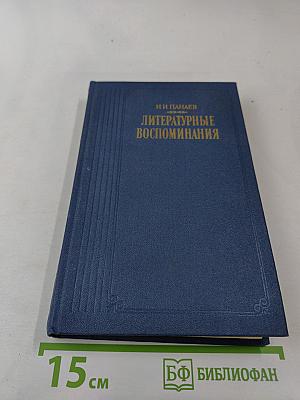 И. И. ПАНАЕВ
ЛИТЕРАТУРНЫЕ
ВОСПОМИНАНИЯ
15 см
БФ БИБЛИОФАН